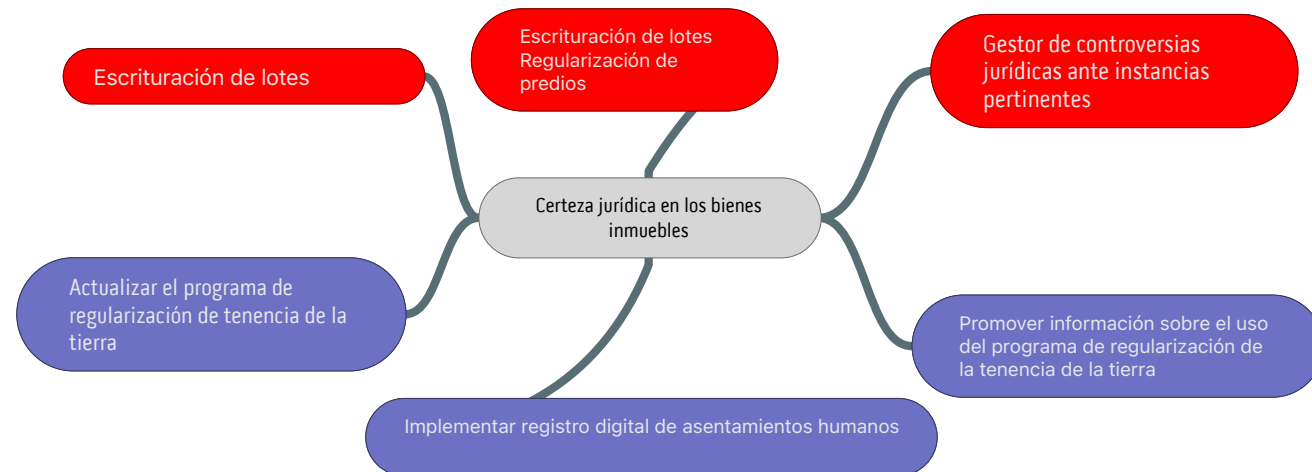 Escrituración de lotes
Escrituración de lotes
Regularización de
predios
Gestor de controversias
jurídicas ante instancias
pertinentes
Certeza jurídica en los bienes
inmuebles
Actualizar el programa de
regularización de tenencia de la
tierra
Promover información sobre el uso
del programa de regularización de
la tenencia de la tierra
Implementar registro digital de asentamientos humanos